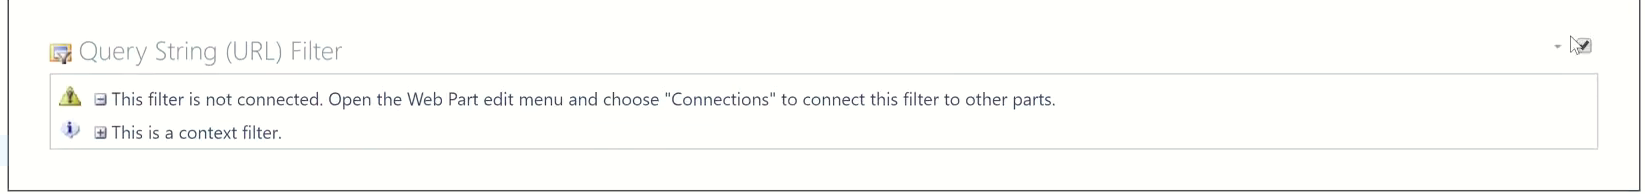 Query String (URL) Filter
This filter is not connected. Open the Web Part edit menu and choose "Connections" to connect this filter to other parts.
This is a context filter.